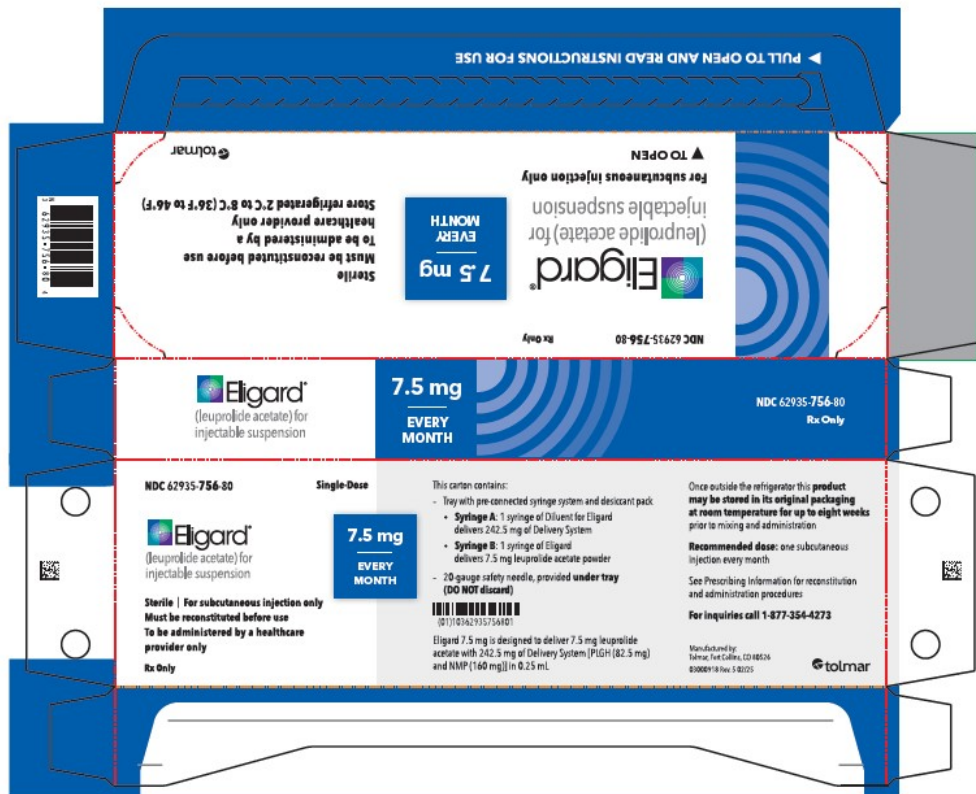 PULL TO OPEN AND READ INSTRUCTIONS FOR USE
NDC 62935-756-80 Rx Only
Eligard®
(leuprolide acetate) for
injectable suspension
For subcutaneous injection only
TO OPEN
7.5 mg
EVERY
MONTH
Sterile
Must be reconstituted before use
To be administered by a
healthcare provider only
Store refrigerated 2°C to 8°C (36°F to 46°F)
tolmar
N
3 62935-756-80 4
Eligard®
(leuprolide acetate) for
injectable suspension
7.5 mg
EVERY
MONTH
NDC 62935-756-80
Rx Only
NDC 62935-756-80 Single-Dose
Eligard®
(leuprolide acetate) for
injectable suspension
7.5 mg
EVERY
MONTH
Sterile | For subcutaneous injection only
Must be reconstituted before use
To be administered by a healthcare
provider only
Rx Only
This carton contains:
- Tray with pre-connected syringe system and desiccant pack
• Syringe A: 1 syringe of Diluent for Eligard
delivers 242.5 mg of Delivery System
• Syringe B: 1 syringe of Eligard
delivers 7.5 mg leuprolide acetate powder
- 20-gauge safety needle, provided under tray
(DO NOT discard)
(01)10362935756801
Eligard 7.5 mg is designed to deliver 7.5 mg leuprolide
acetate with 242.5 mg of Delivery System [PLGH (82.5 mg)
and NMP (160 mg)] in 0.25 mL
Once outside the refrigerator this product
may be stored in its original packaging
at room temperature for up to eight weeks
prior to mixing and administration
Recommended dose: one subcutaneous
injection every month
See Prescribing Information for reconstitution
and administration procedures
For inquiries call 1-877-354-4273
Manufactured by:
Tolmar, Fort Collins, CO 80526
03000918 Rev. 5 02/25
tolmar